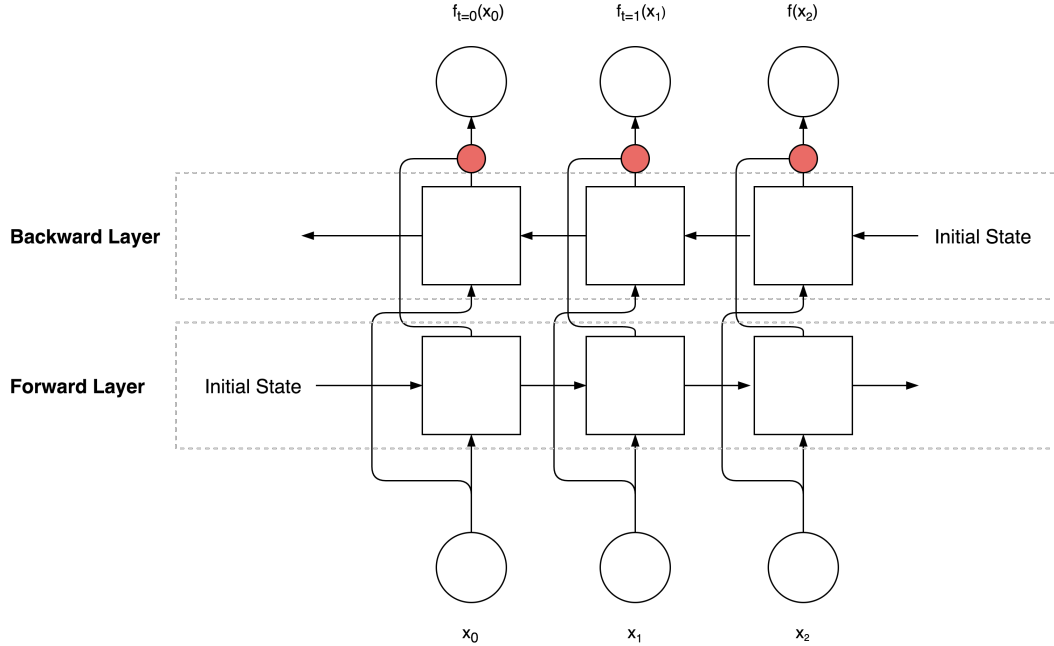 f_{t=0}(x_0) f_{t=1}(x_1) f(x_2)
Backward Layer Initial State
Forward Layer Initial State
x_0 x_1 x_2